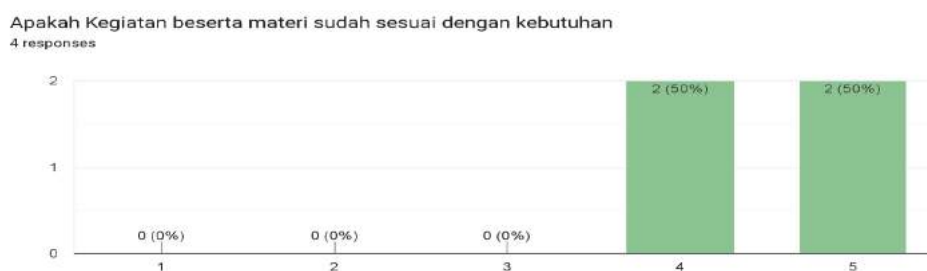 Apakah Kegiatan beserta materi sudah sesuai dengan kebutuhan
4 responses
2
2 (50%) 2 (50%)
1
0 (0%) 0 (0%) 0 (0%)
0
1 2 3 4 5